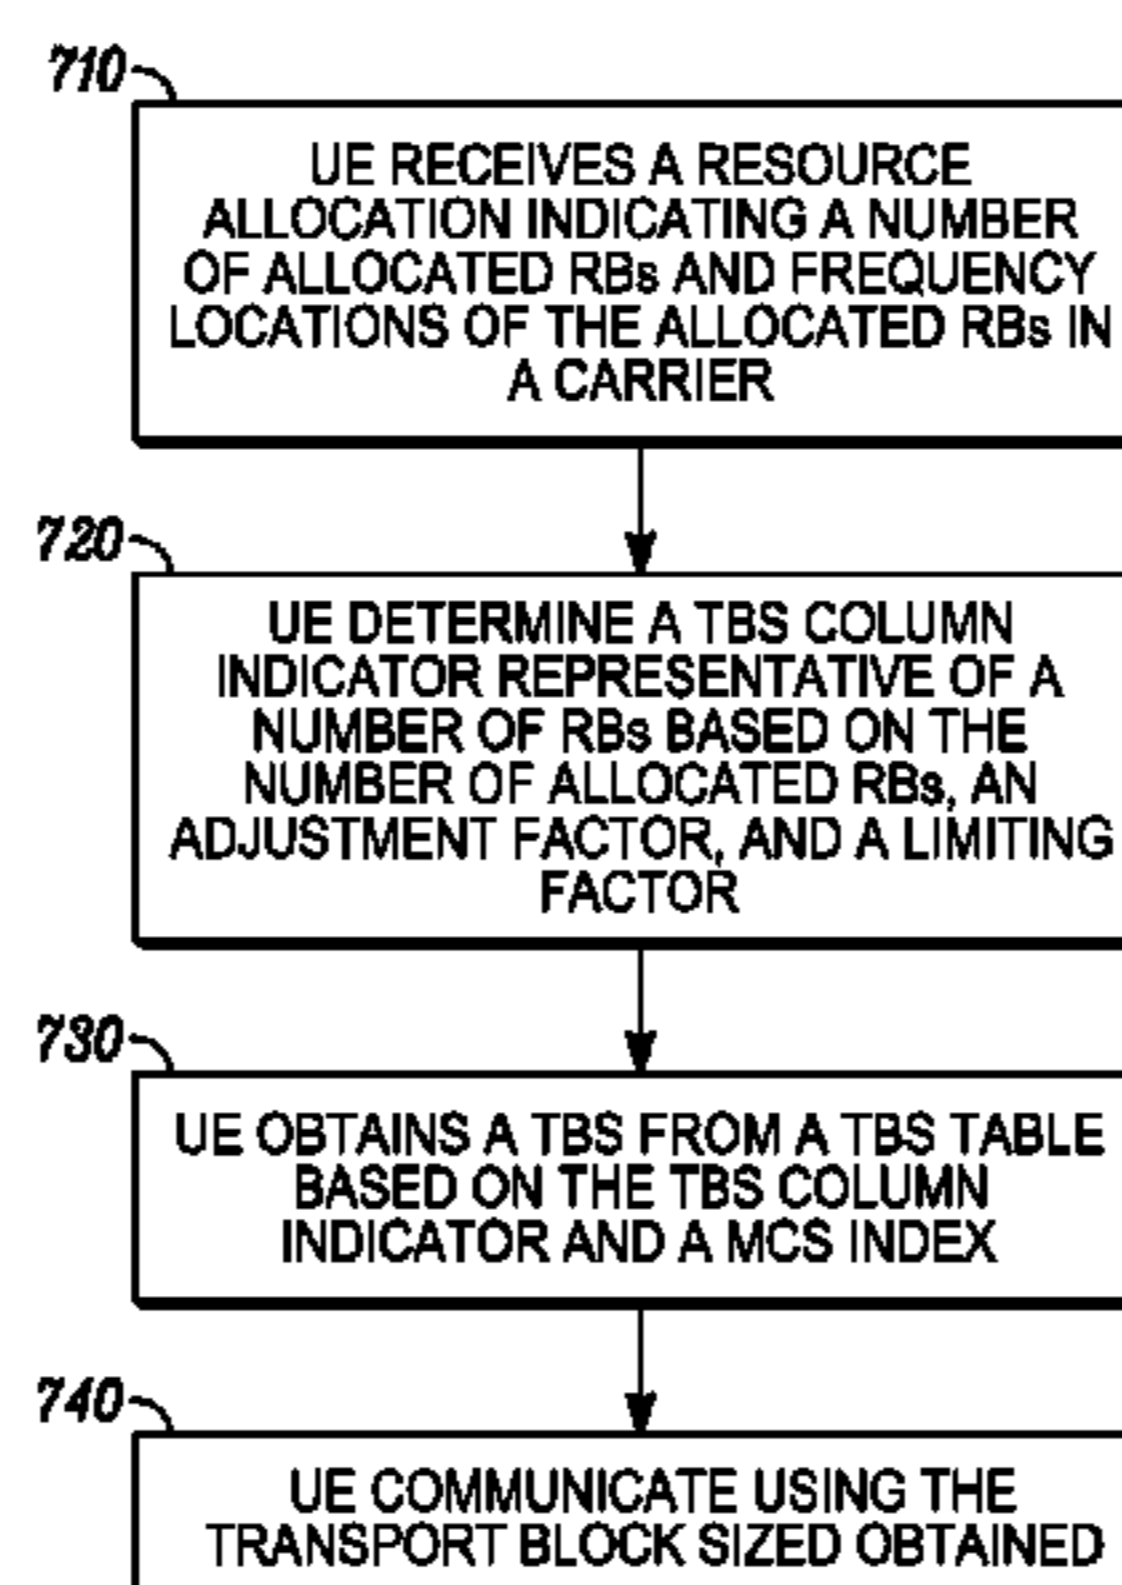 710
UE RECEIVES A RESOURCE
ALLOCATION INDICATING A NUMBER
OF ALLOCATED RBs AND FREQUENCY
LOCATIONS OF THE ALLOCATED RBs IN
A CARRIER
720
UE DETERMINE A TBS COLUMN
INDICATOR REPRESENTATIVE OF A
NUMBER OF RBs BASED ON THE
NUMBER OF ALLOCATED RBs, AN
ADJUSTMENT FACTOR, AND A LIMITING
FACTOR
730
UE OBTAINS A TBS FROM A TBS TABLE
BASED ON THE TBS COLUMN
INDICATOR AND A MCS INDEX
740
UE COMMUNICATE USING THE
TRANSPORT BLOCK SIZED OBTAINED